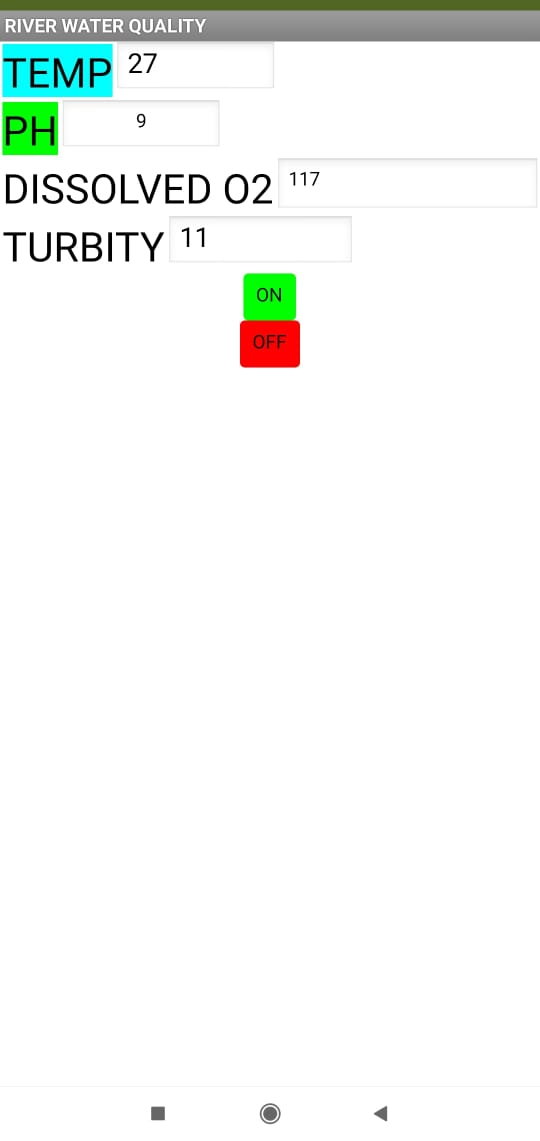 RIVER WATER QUALITY
TEMP 27
PH 9
DISSOLVED O2 117
TURBITY 11
ON
OFF